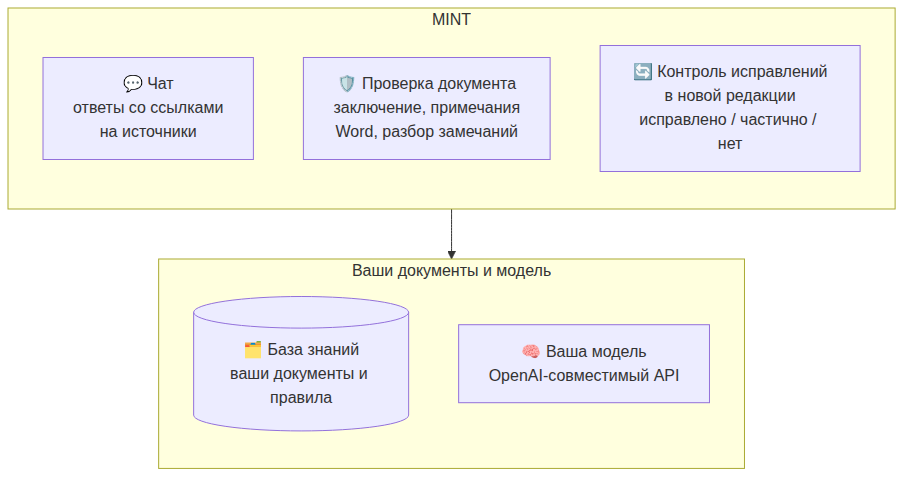 MINT
💬 Чат
ответы со ссылками
на источники
🛡️ Проверка документа
заключение, примечания
Word, разбор замечаний
🔄 Контроль исправлений
в новой редакции
исправлено / частично /
нет
Ваши документы и модель
🗂️ База знаний
ваши документы и
правила
🧠 Ваша модель
OpenAI-совместимый API